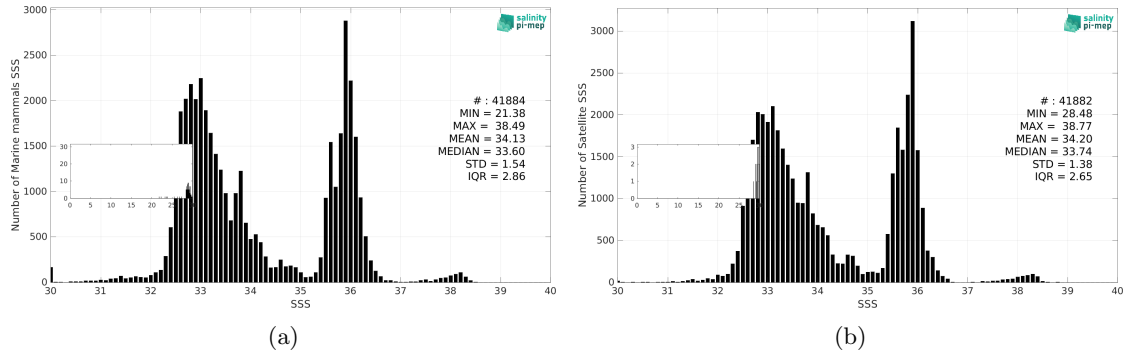 salinity
pi-mep
Number of Marine mammals SSS
3000
2500
2000
1500
1000
500
0
# : 41884
MIN = 21.38
MAX = 38.49
MEAN = 34.13
MEDIAN = 33.60
STD = 1.54
IQR = 2.86
30
20
10
0
0 5 10 15 20 25
30 31 32 33 34 35 36 37 38 39 40
SSS
(a)
salinity
pi-mep
Number of Satellite SSS
3000
2500
2000
1500
1000
500
0
# : 41882
MIN = 28.48
MAX = 38.77
MEAN = 34.20
MEDIAN = 33.74
STD = 1.38
IQR = 2.65
3
2
1
0
0 5 10 15 20 25
30 31 32 33 34 35 36 37 38 39 40
SSS
(b)